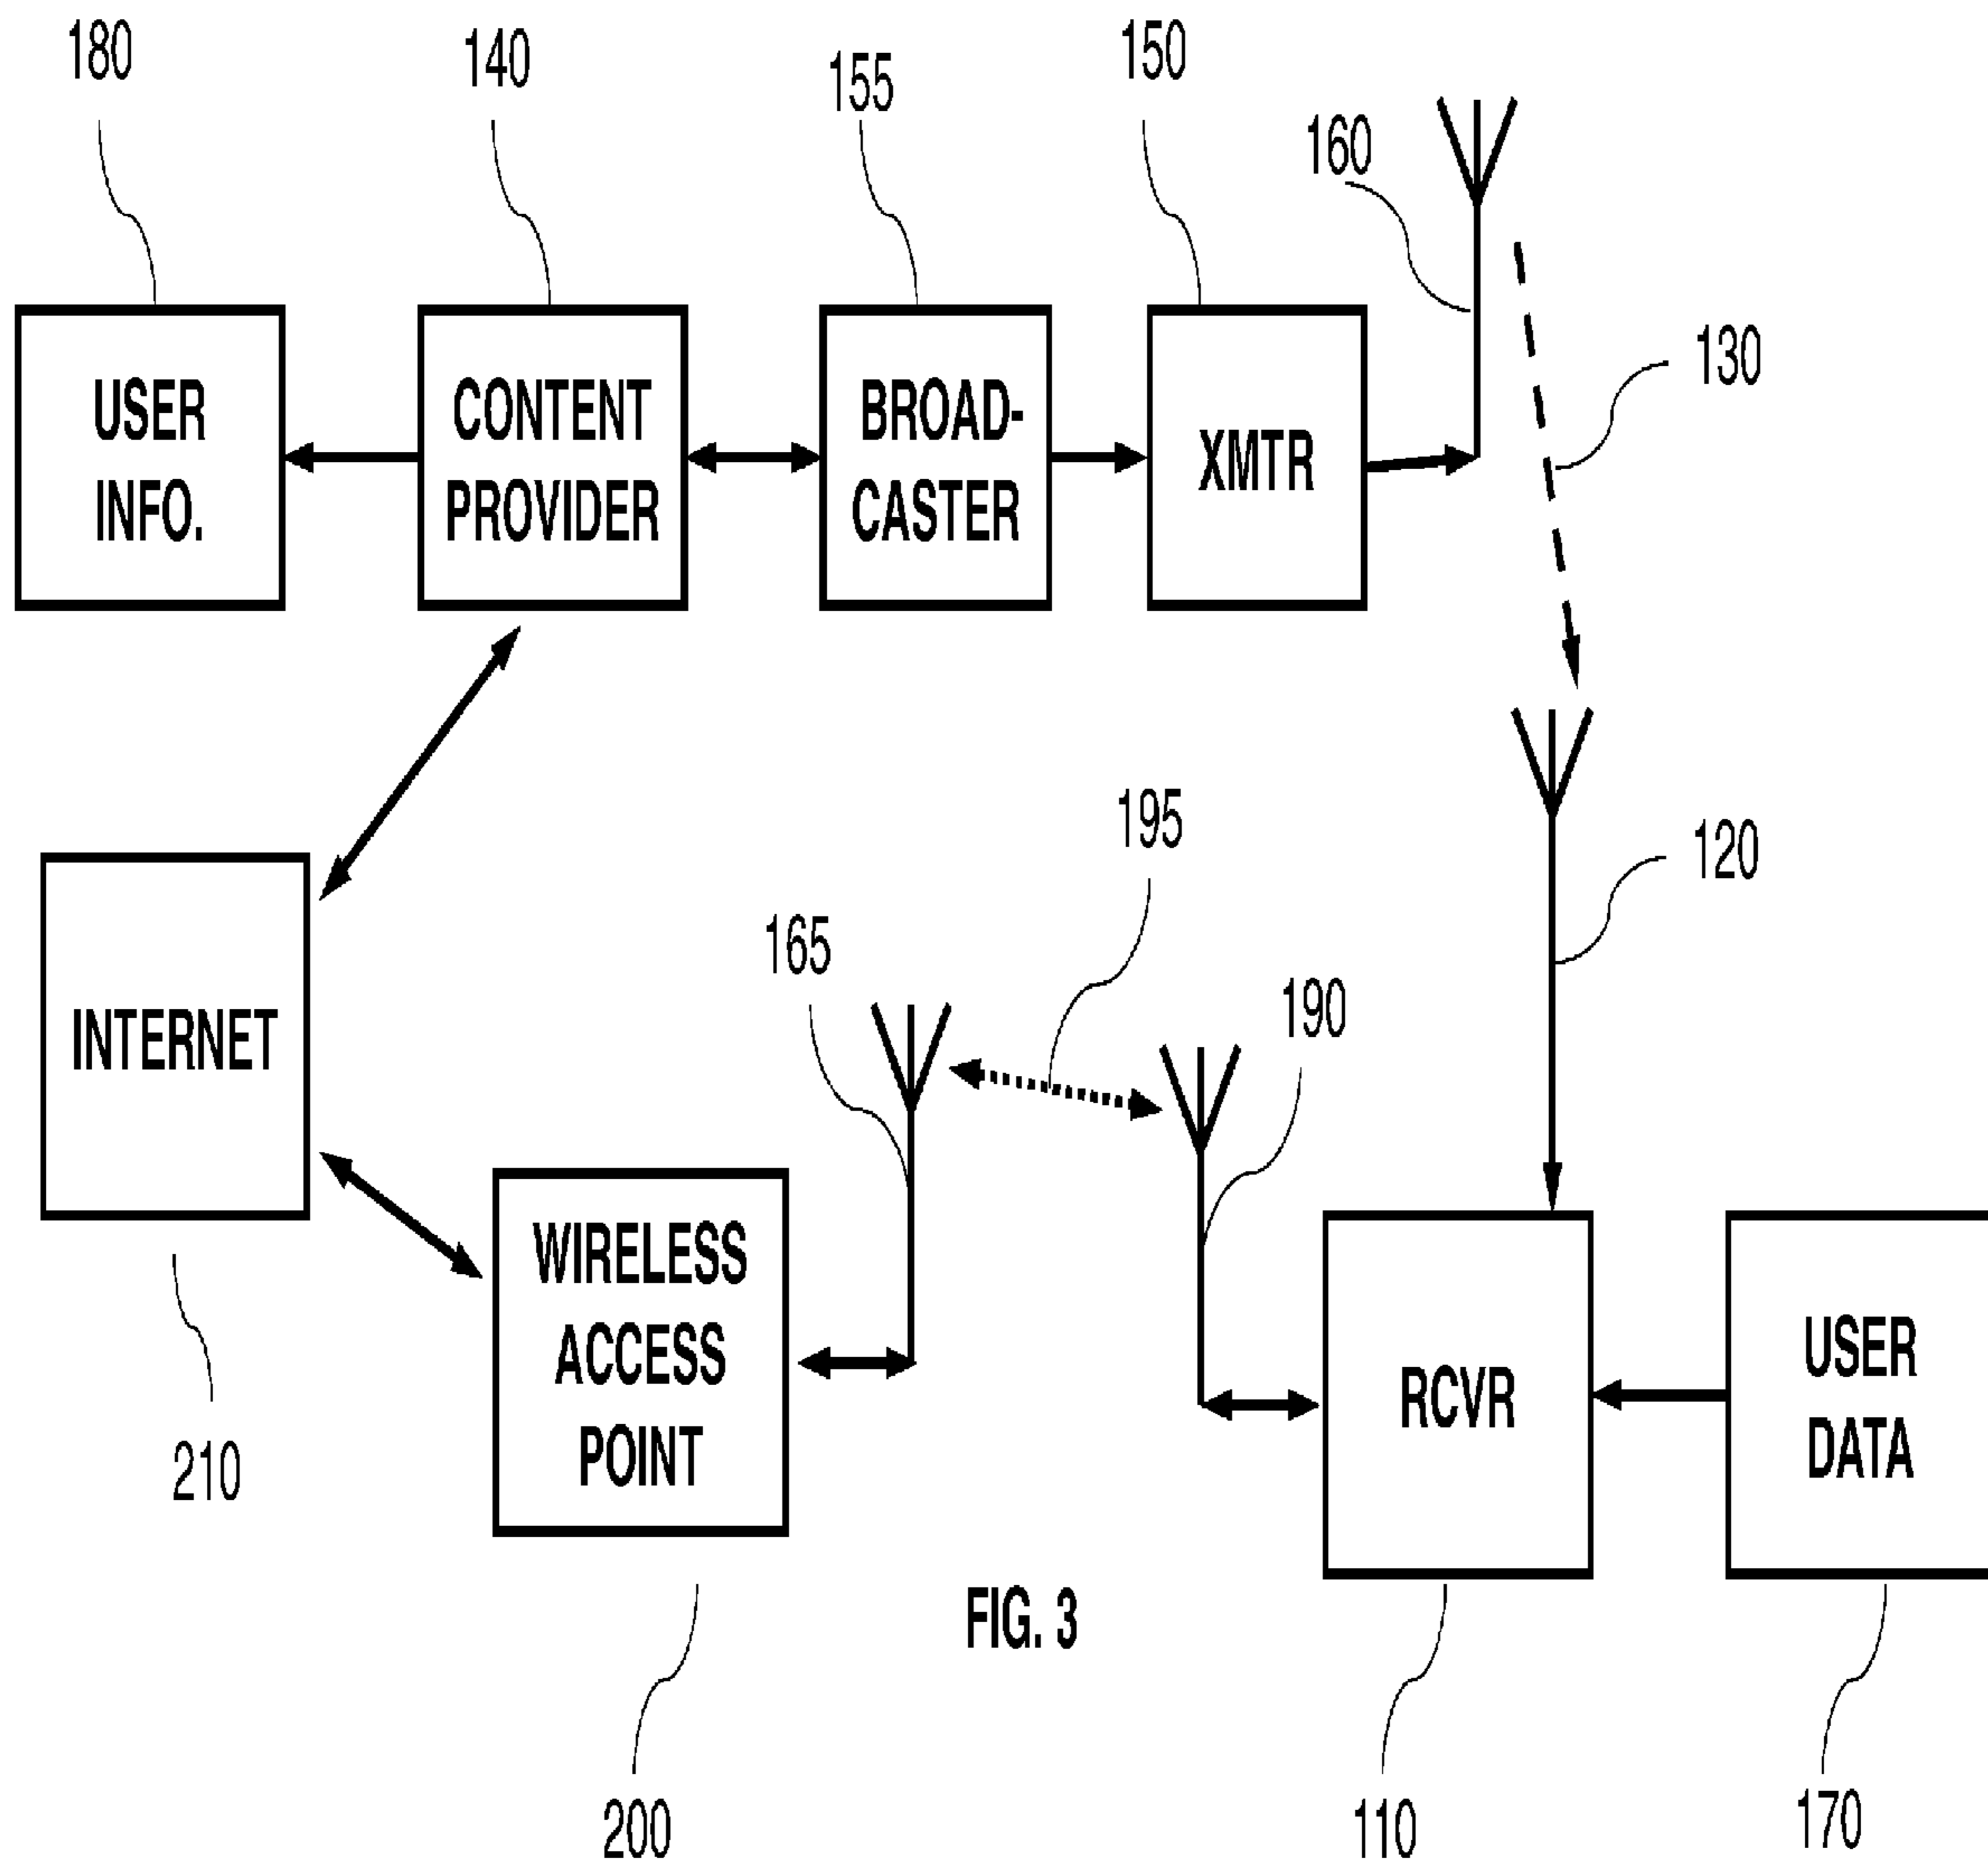 180
140
155
150
160
USER
INFO.
CONTENT
PROVIDER
BROAD-
CASTER
XMTR
130
195
120
165
190
INTERNET
WIRELESS
ACCESS
POINT
RCVR
USER
DATA
210
FIG. 3
200
110
170